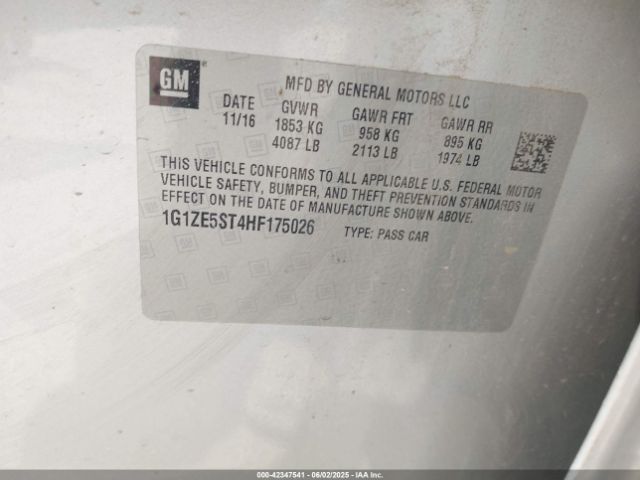 GM®
MFD BY GENERAL MOTORS LLC
DATE GVWR GAWR FRT GAWR RR
11/16 1853 KG 958 KG 895 KG
4087 LB 2113 LB 1974 LB
THIS VEHICLE CONFORMS TO ALL APPLICABLE U.S. FEDERAL MOTOR
VEHICLE SAFETY, BUMPER, AND THEFT PREVENTION STANDARDS IN
EFFECT ON THE DATE OF MANUFACTURE SHOWN ABOVE.
1G1ZE5ST4HF175026 TYPE: PASS CAR
000-42347541 - 06/02/2025 - IAA Inc.